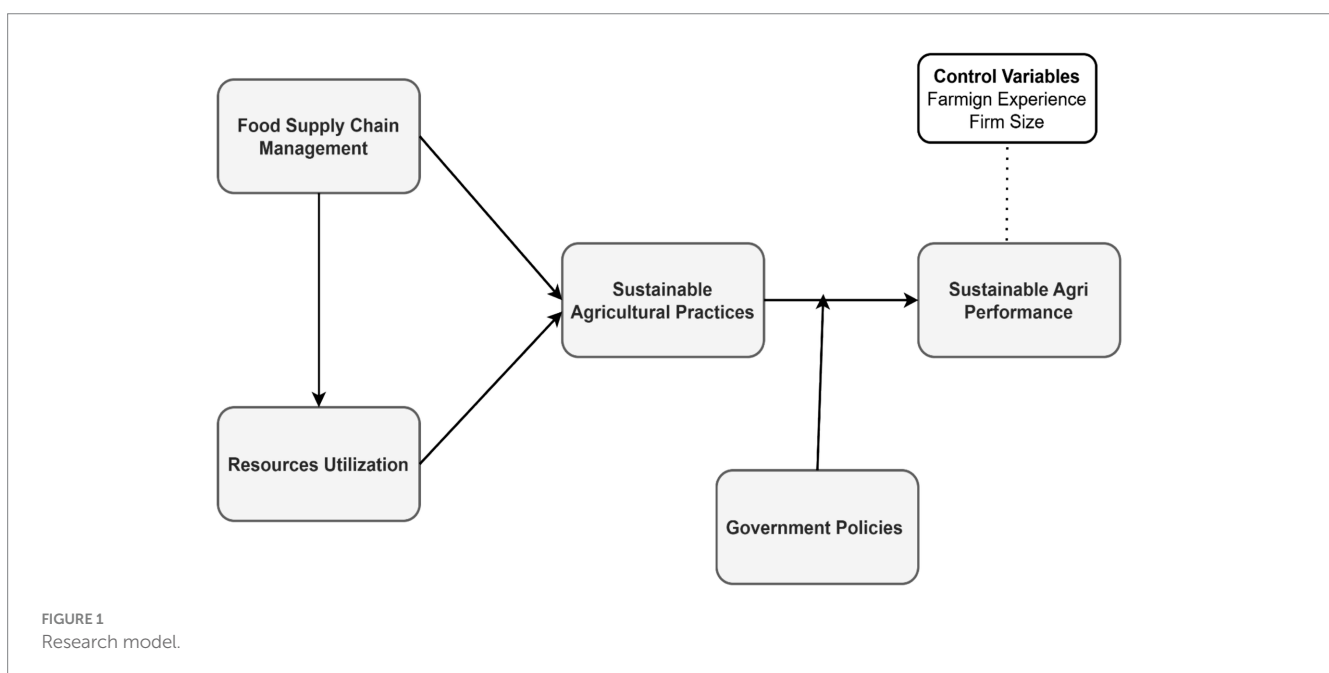 Control Variables
Farmign Experience
Firm Size
Food Supply Chain
Management
Sustainable
Agricultural Practices
Sustainable Agri
Performance
Resources Utilization
Government Policies
FIGURE 1
Research model.